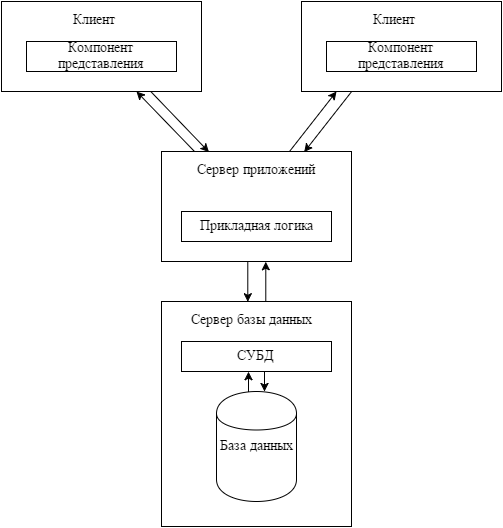 Клиент
Компонент
представления
Клиент
Компонент
представления
Сервер приложений
Прикладная логика
Сервер базы данных
СУБД
База данных